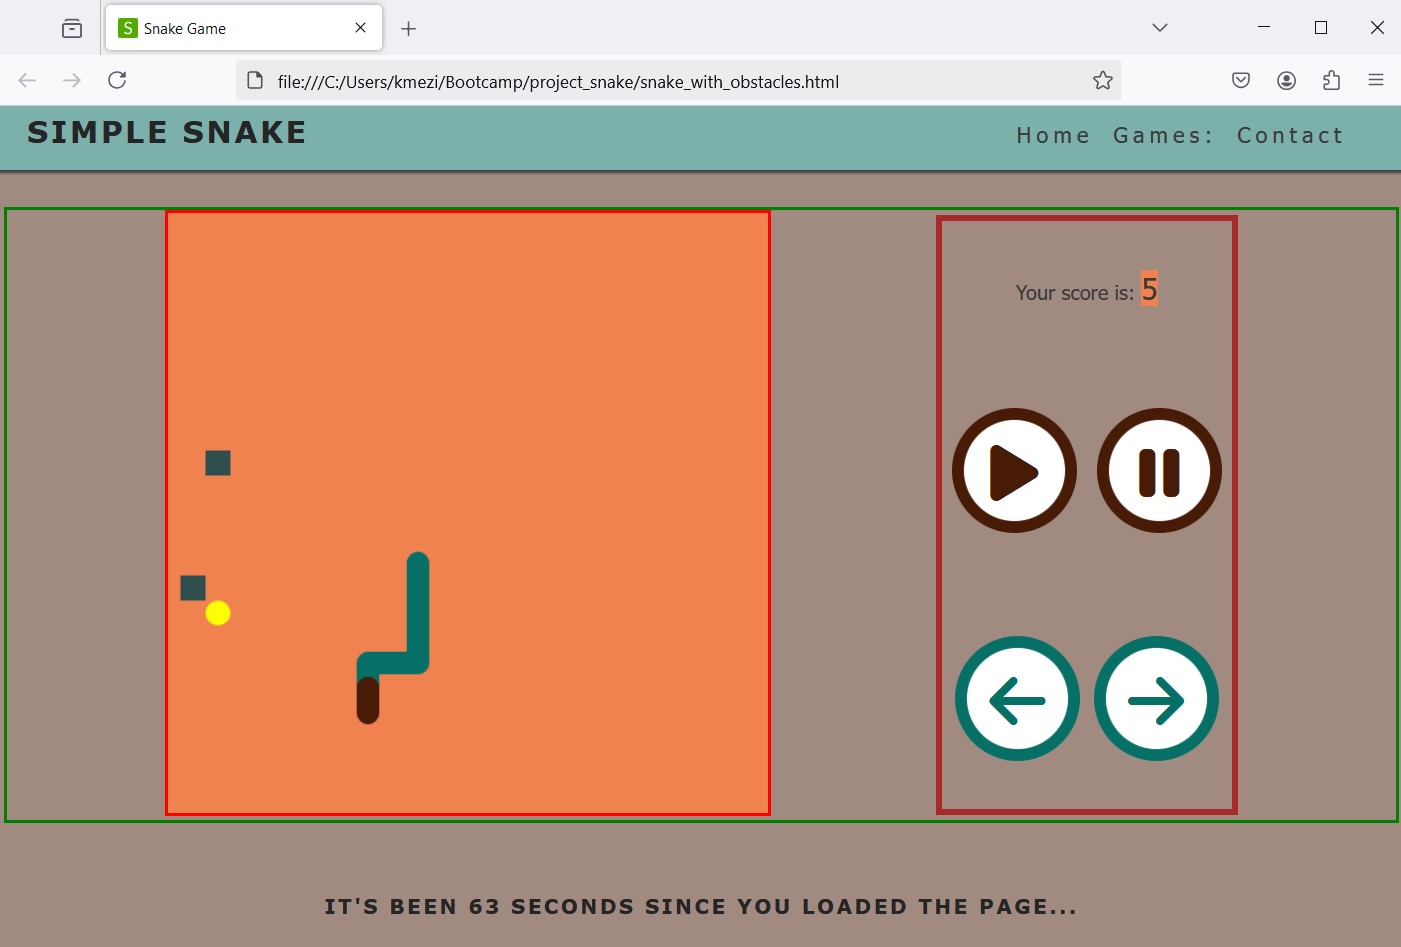 S Snake Game
file:///C:/Users/kmezi/Bootcamp/project_snake/snake_with_obstacles.html
SIMPLE SNAKE Home Games: Contact
Your score is: 5
IT'S BEEN 63 SECONDS SINCE YOU LOADED THE PAGE...